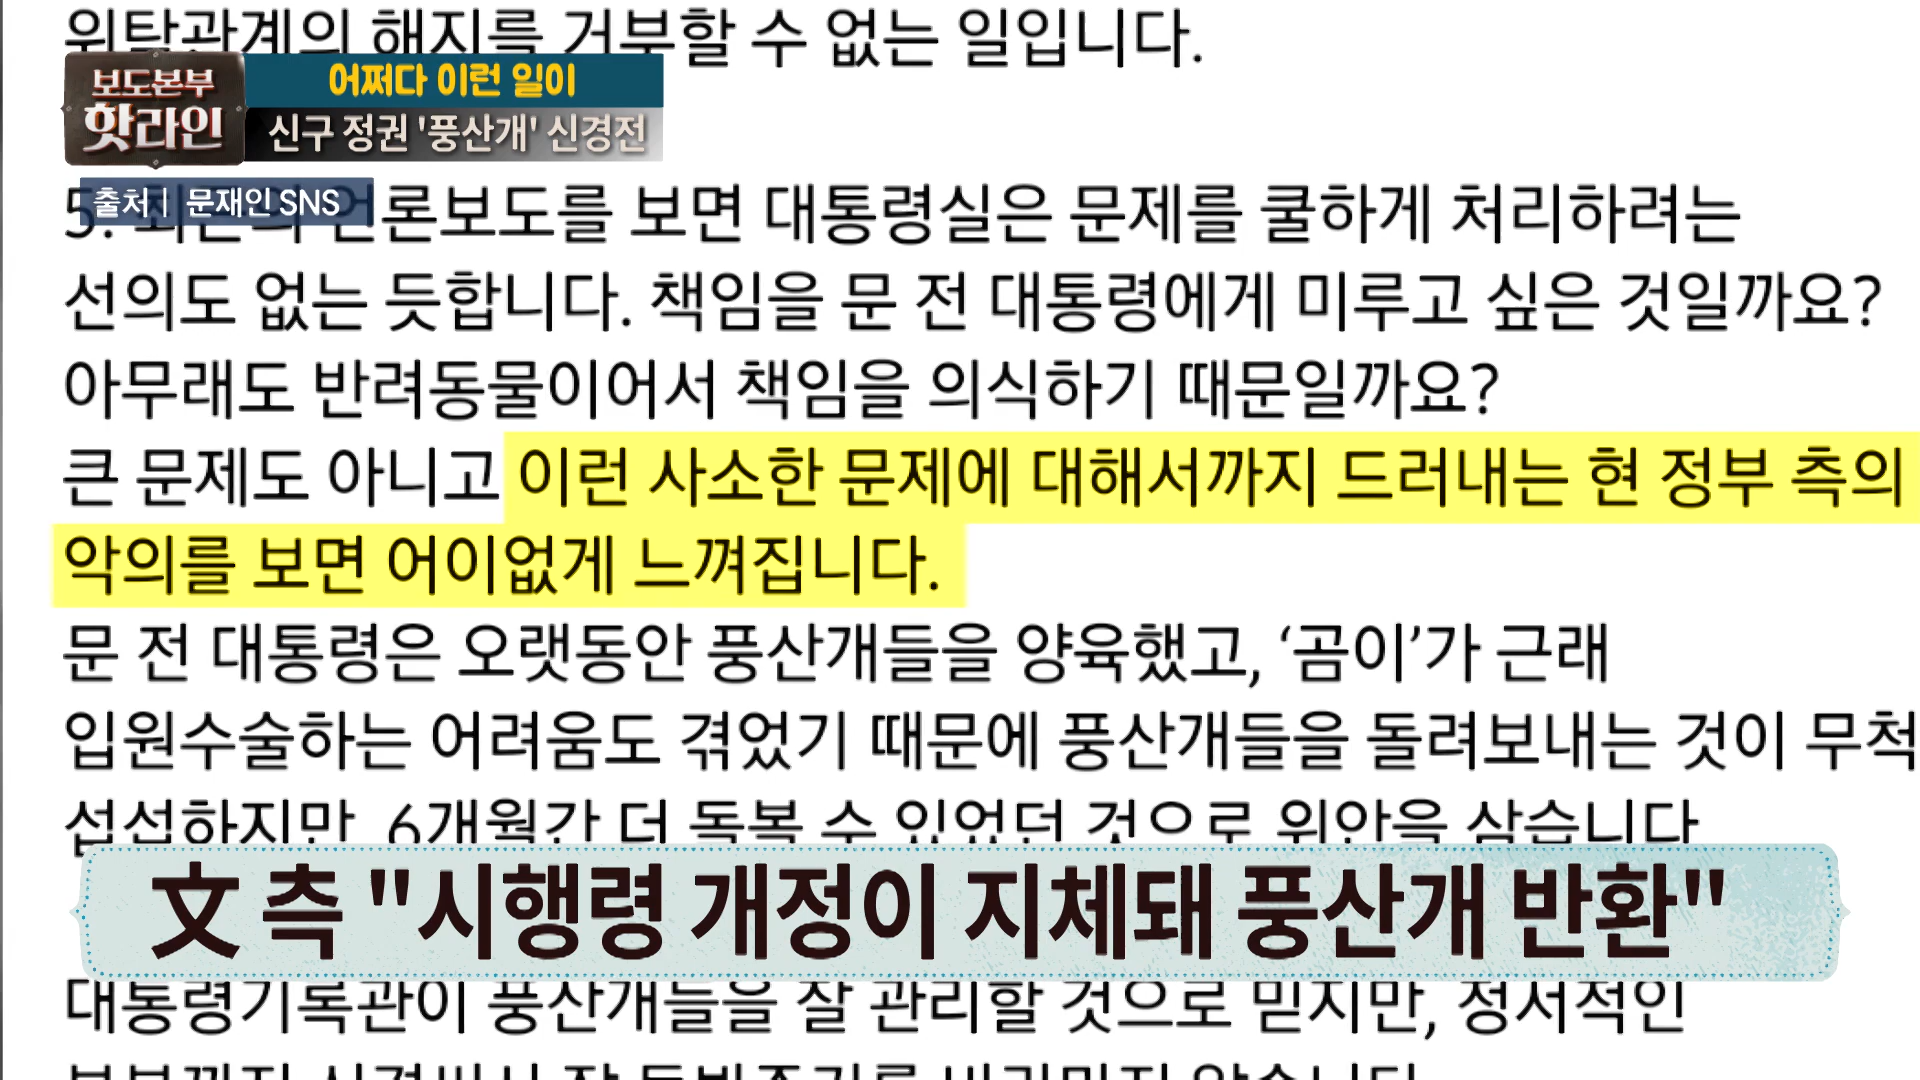 위탁관계의 해지를 거부할 수 없는 일입니다.
보도본부
핫라인
어쩌다 이런 일이
신구 정권 '풍산개' 신경전
출처 | 문재인 SNS
5. 최근의 언론보도를 보면 대통령실은 문제를 쿨하게 처리하려는
선의도 없는 듯합니다. 책임을 문 전 대통령에게 미루고 싶은 것일까요?
아무래도 반려동물이어서 책임을 의식하기 때문일까요?
큰 문제도 아니고 이런 사소한 문제에 대해서까지 드러내는 현 정부 측의
악의를 보면 어이없게 느껴집니다.
문 전 대통령은 오랫동안 풍산개들을 양육했고, ‘곰이’가 근래
입원수술하는 어려움도 겪었기 때문에 풍산개들을 돌려보내는 것이 무척
섭섭하지만, 6개월간 더 돌볼 수 있었던 것으로 위안을 삼습니다
文 측 "시행령 개정이 지체돼 풍산개 반환"
대통령기록관이 풍산개들을 잘 관리할 것으로 믿지만, 정서적인